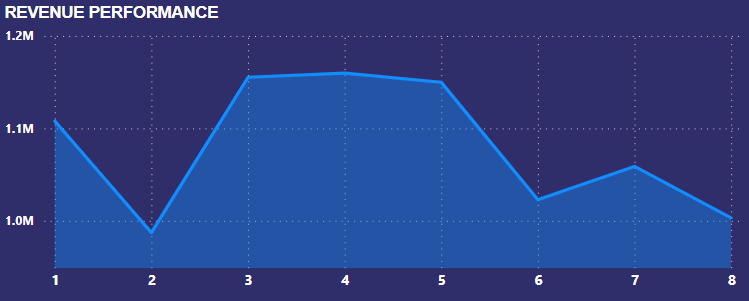 REVENUE PERFORMANCE
1.2M
1.1M
1.0M
1 2 3 4 5 6 7 8